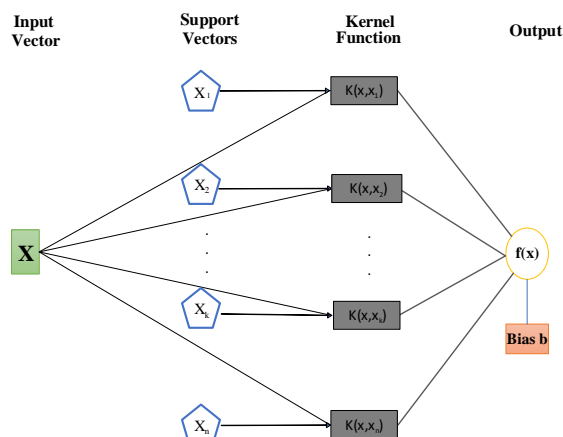 Input Vector
Support Vectors
Kernel Function
Output
X₁
K(x,x₁)
X₂
K(x,x₂)
X
f(x)
Xₖ
K(x,xₖ)
Bias b
Xₙ
K(x,xₙ)